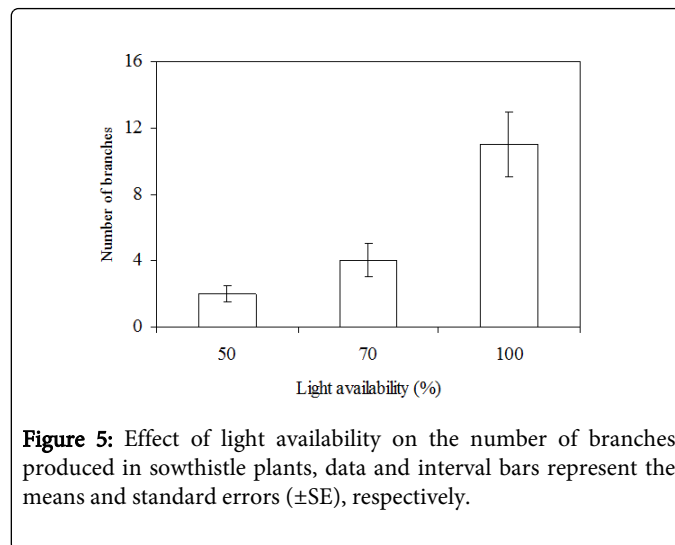 16
12
8
4
0
Number of branches
50 70 100
Light availability (%)
Figure 5: Effect of light availability on the number of branches
produced in sowthistle plants, data and interval bars represent the
means and standard errors (±SE), respectively.